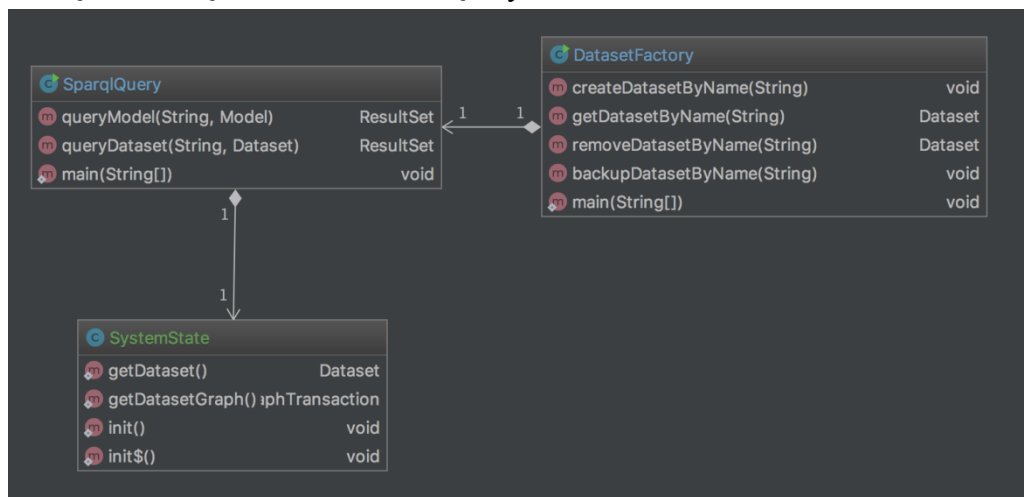 SparqlQuery
queryModel(String, Model) ResultSet
queryDataset(String, Dataset) ResultSet
main(String[]) void
1 1
DatasetFactory
createDatasetByName(String) void
getDatasetByName(String) Dataset
removeDatasetByName(String) Dataset
backupDatasetByName(String) void
main(String[]) void
1
1
SystemState
getDataset() Dataset
getDatasetGraph() phTransaction
init() void
init$() void